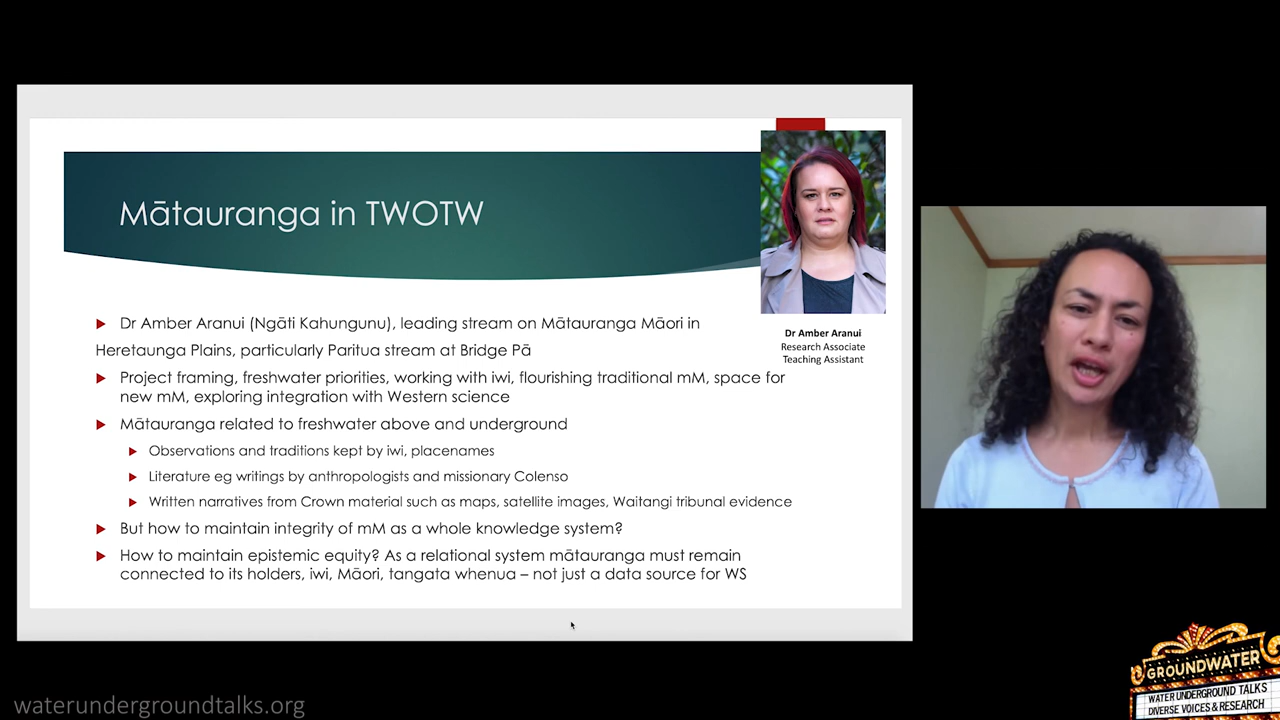 Mātauranga in TWOTW
Dr Amber Aranui
Research Associate
Teaching Assistant
Dr Amber Aranui (Ngāti Kahungunu), leading stream on Mātauranga Māori in
Heretaunga Plains, particularly Paritua stream at Bridge Pā
Project framing, freshwater priorities, working with iwi, flourishing traditional mM, space for
new mM, exploring integration with Western science
Mātauranga related to freshwater above and underground
Observations and traditions kept by iwi, placenames
Literature eg writings by anthropologists and missionary Colenso
Written narratives from Crown material such as maps, satellite images, Waitangi tribunal evidence
But how to maintain integrity of mM as a whole knowledge system?
How to maintain epistemic equity? As a relational system mātauranga must remain
connected to its holders, iwi, Māori, tangata whenua – not just a data source for WS
waterundergroundtalks.org
GROUNDWATER
WATER UNDERGROUND TALKS
DIVERSE VOICES & RESEARCH